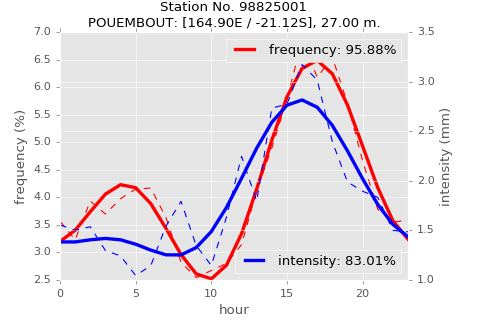 Station No. 98825001
POUEMBOUT: [164.90E / -21.12S], 27.00 m.
frequency: 95.88%
intensity: 83.01%
frequency (%)
7.0
6.5
6.0
5.5
5.0
4.5
4.0
3.5
3.0
2.5
intensity (mm)
3.5
3.0
2.5
2.0
1.5
1.0
0 5 10 15 20
hour